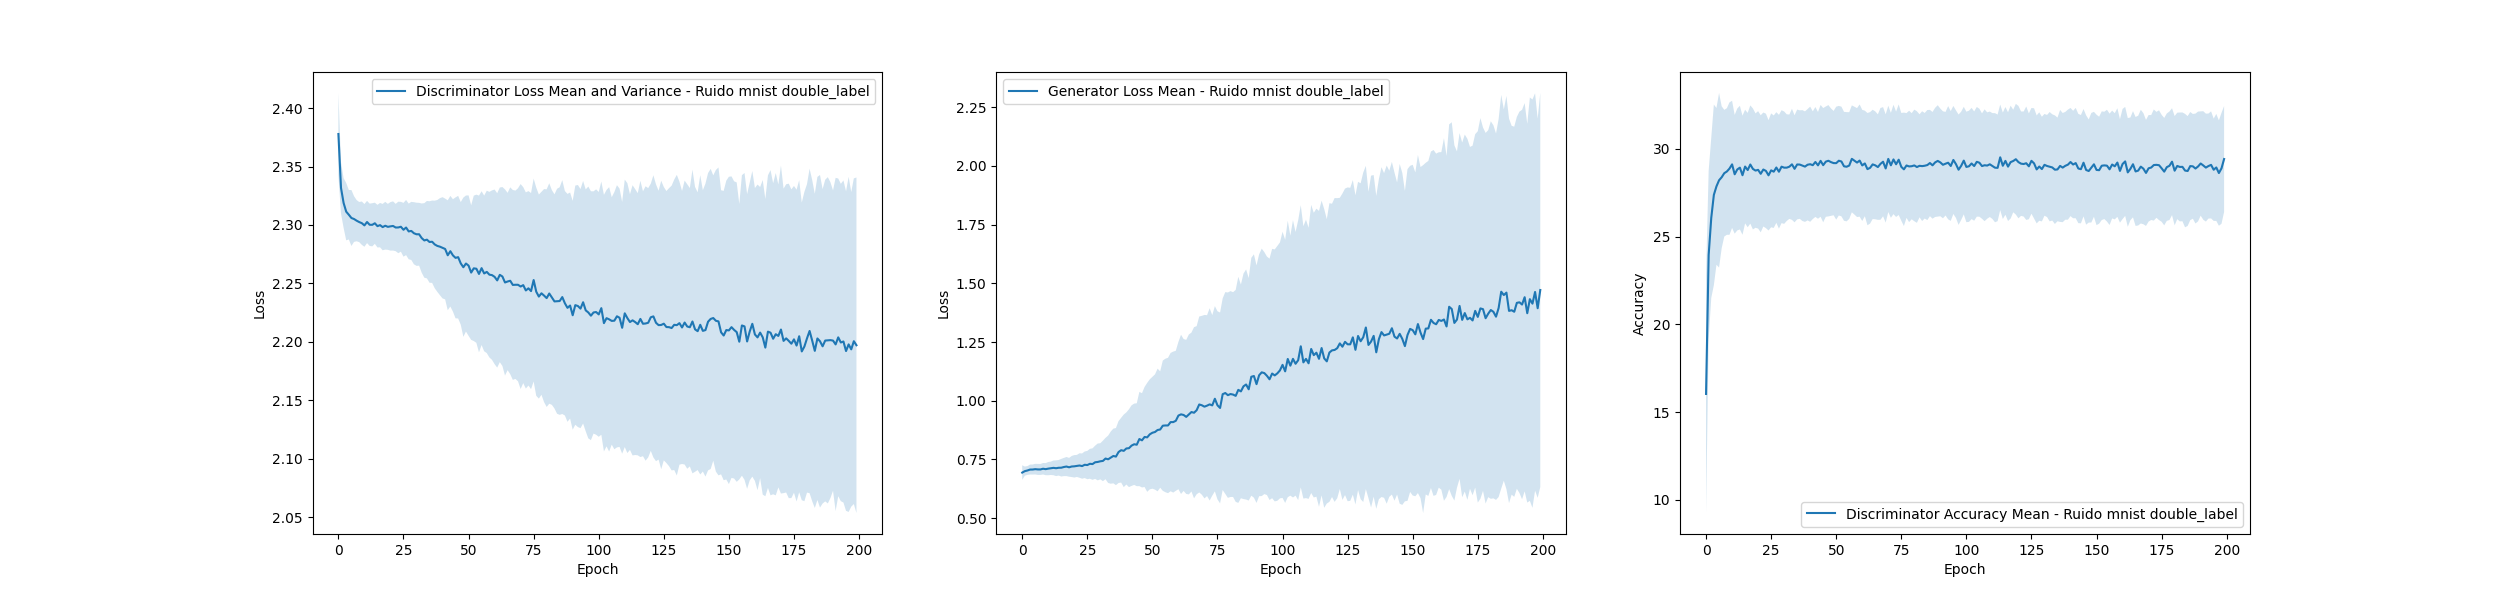 Discriminator Loss Mean and Variance - Ruido mnist double_label
2.40
2.35
2.30
2.25
2.20
2.15
2.10
2.05
Loss
0 25 50 75 100 125 150 175 200
Epoch
Generator Loss Mean - Ruido mnist double_label
2.25
2.00
1.75
1.50
1.25
1.00
0.75
0.50
Loss
0 25 50 75 100 125 150 175 200
Epoch
30
25
20
15
10
Accuracy
Discriminator Accuracy Mean - Ruido mnist double_label
0 25 50 75 100 125 150 175 200
Epoch